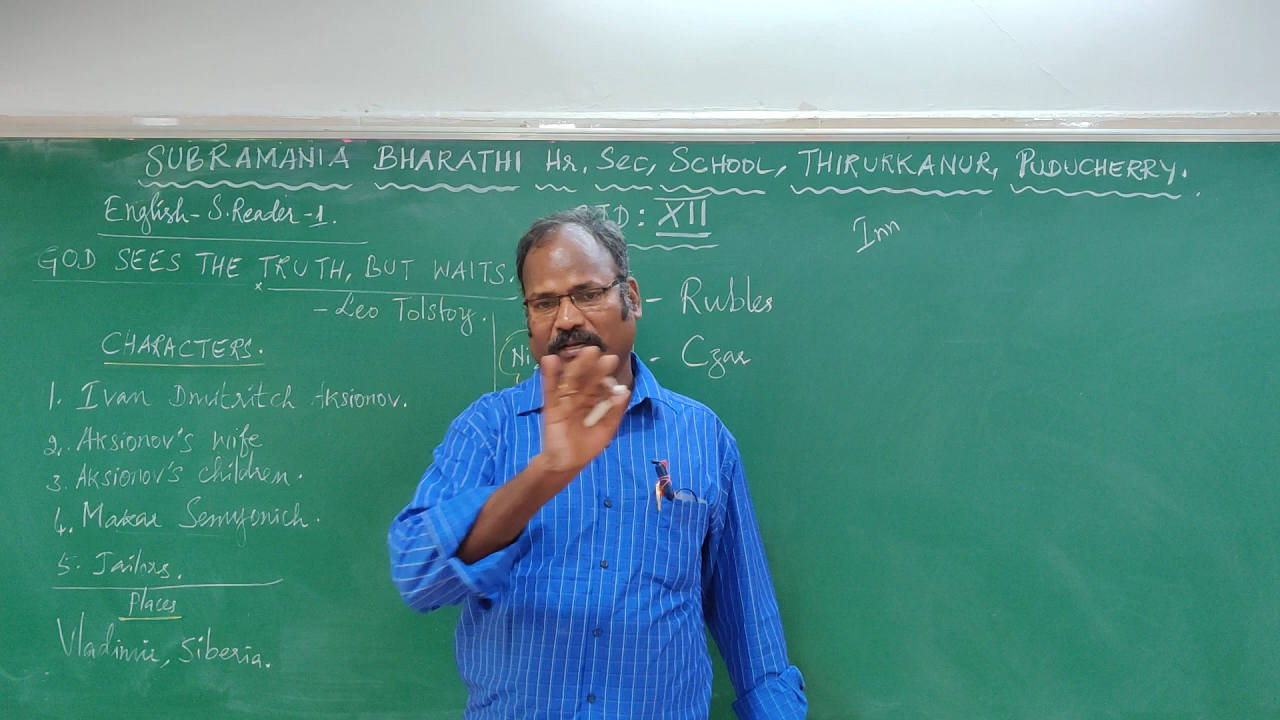 SUBRAMANIA BHARATHI Hr. Sec, SCHOOL, THIRUKKANUR, PUDUCHERRY.
English - S. Reader - 1.
STD: XII
GOD SEES THE TRUTH, BUT WAITS.
- Leo Tolstoy.
CHARACTERS.
1. Ivan Dmitritch Aksionov.
2. Aksionov's wife
3. Aksionov's children.
4. Makar Semyonich.
5. Jailors.
Places
Vladimir, Siberia.
- Rubles
Ni - Czar
Inn